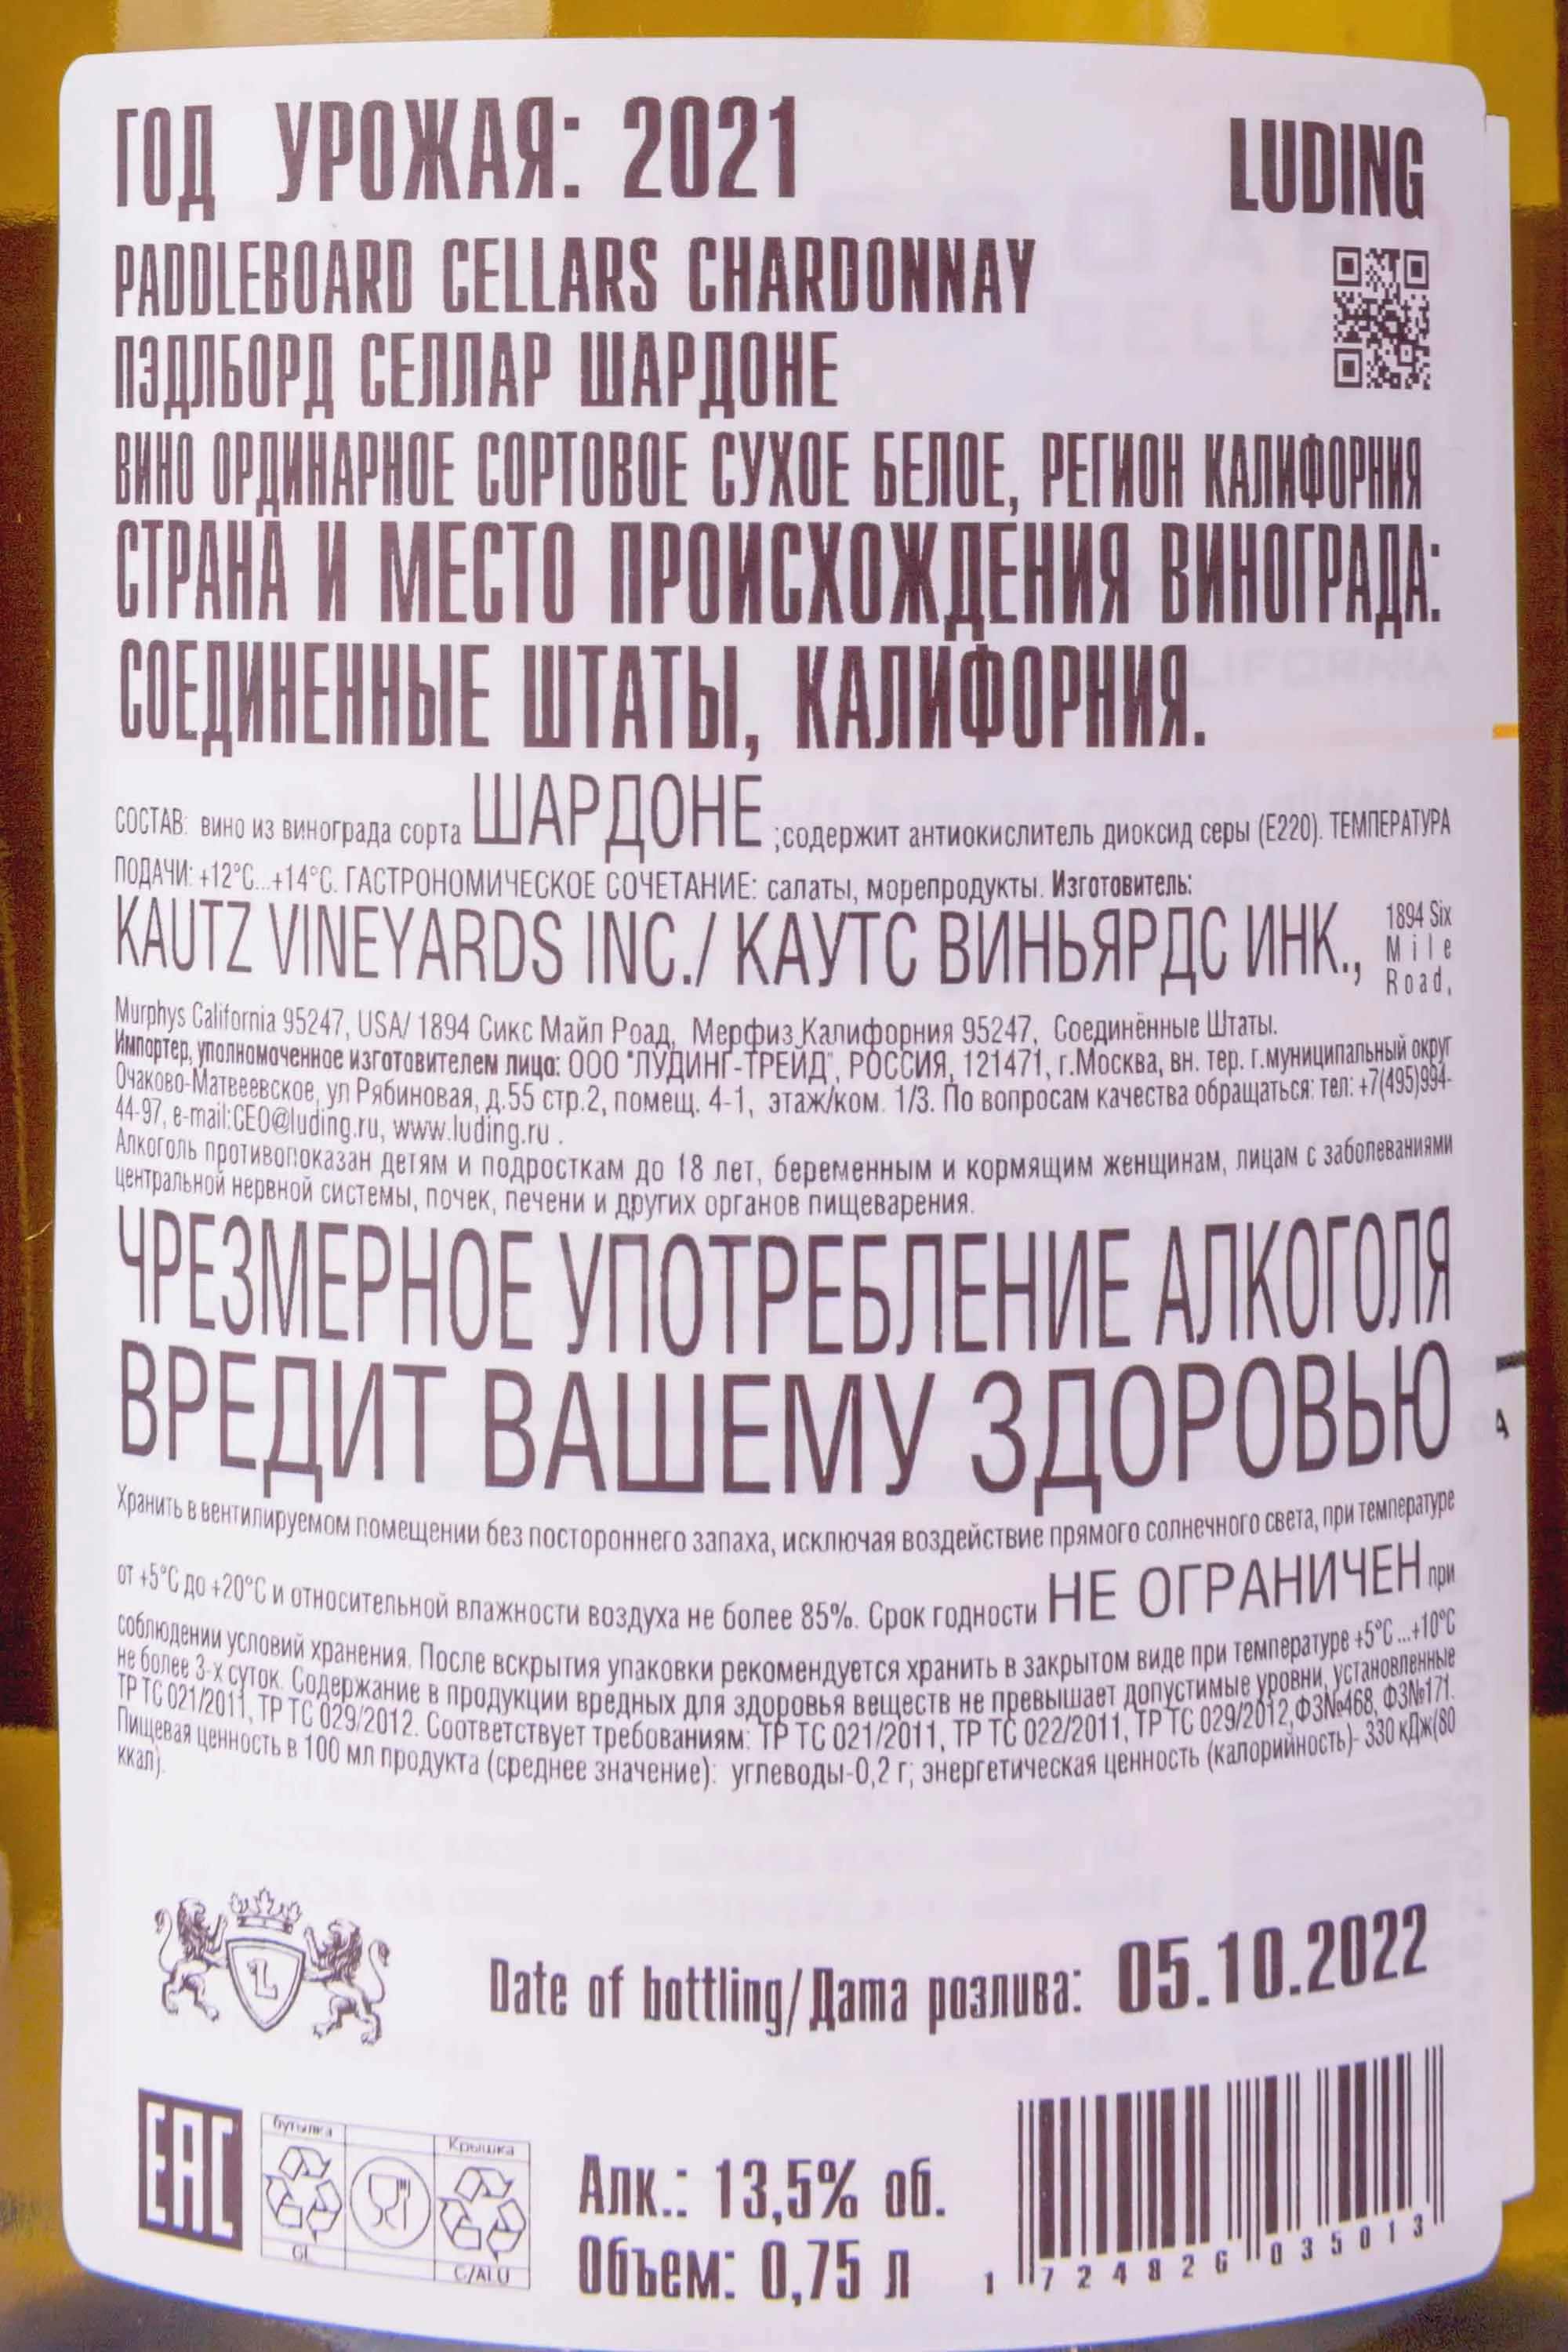 ГОД УРОЖАЯ: 2021
LUDING
PADDLEBOARD CELLARS CHARDONNAY
ПЭДЛБОРД СЕЛЛАР ШАРДОНЕ
ВИНО ОРДИНАРНОЕ СОРТОВОЕ СУХОЕ БЕЛОЕ, РЕГИОН КАЛИФОРНИЯ
СТРАНА И МЕСТО ПРОИСХОЖДЕНИЯ ВИНОГРАДА:
СОЕДИНЕННЫЕ ШТАТЫ, КАЛИФОРНИЯ.
СОСТАВ: вино из винограда сорта ШАРДОНЕ ;содержит антиокислитель диоксид серы (Е220). ТЕМПЕРАТУРА
ПОДАЧИ: +12°C...+14°C. ГАСТРОНОМИЧЕСКОЕ СОЧЕТАНИЕ: салаты, морепродукты. Изготовитель:
KAUTZ VINEYARDS INC./ КАУТС ВИНЬЯРДС ИНК., 1894 Six Mile Road,
Murphys California 95247, USA/ 1894 Сикс Майл Роад, Мерфиз,Калифорния 95247, Соединённые Штаты.
Импортер, уполномоченное изготовителем лицо: ООО "ЛУДИНГ-ТРЕЙД", РОССИЯ, 121471, г.Москва, вн. тер. г.муниципальный округ
Очаково-Матвеевское, ул Рябиновая, д.55 стр.2, помещ. 4-1, этаж/ком. 1/3. По вопросам качества обращаться: тел: +7(495)994-
44-97, e-mail:CEO@luding.ru, www.luding.ru .
Алкоголь противопоказан детям и подросткам до 18 лет, беременным и кормящим женщинам, лицам с заболеваниями
центральной нервной системы, почек, печени и других органов пищеварения.
ЧРЕЗМЕРНОЕ УПОТРЕБЛЕНИЕ АЛКОГОЛЯ
ВРЕДИТ ВАШЕМУ ЗДОРОВЬЮ
Хранить в вентилируемом помещении без постороннего запаха, исключая воздействие прямого солнечного света, при температуре
от +5°C до +20°C и относительной влажности воздуха не более 85%. Срок годности НЕ ОГРАНИЧЕН при
соблюдении условий хранения. После вскрытия упаковки рекомендуется хранить в закрытом виде при температуре +5°C ...+10°C
не более 3-х суток. Содержание в продукции вредных для здоровья веществ не превышает допустимые уровни, установленные
ТР ТС 021/2011, ТР ТС 029/2012. Соответствует требованиям: ТР ТС 021/2011, ТР ТС 022/2011, ТР ТС 029/2012, ФЗ№468, ФЗ№171.
Пищевая ценность в 100 мл продукта (среднее значение): углеводы-0,2 г; энергетическая ценность (калорийность)- 330 кДж(80
ккал).
L
Date of bottling/Дата розлива: 05.10.2022
EAC
бутылка
Крышка
GL
C/ALU
Алк.: 13,5% об.
Объем: 0,75 л
1 724826 035013